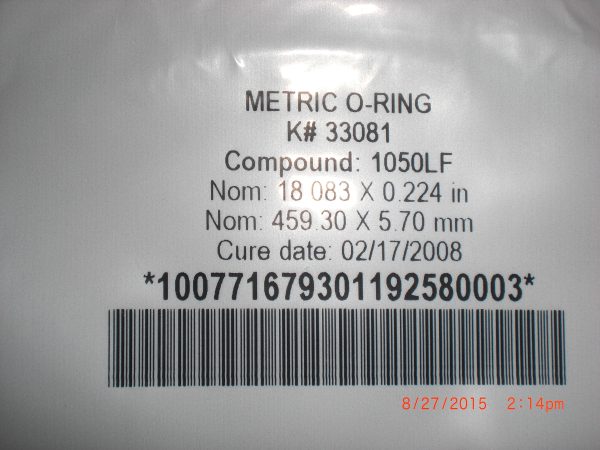 METRIC O-RING
K# 33081
Compound: 1050LF
Nom: 18.083 X 0.224 in
Nom: 459.30 X 5.70 mm
Cure date: 02/17/2008
*100771679301192580003*
8/27/2015 2:14pm